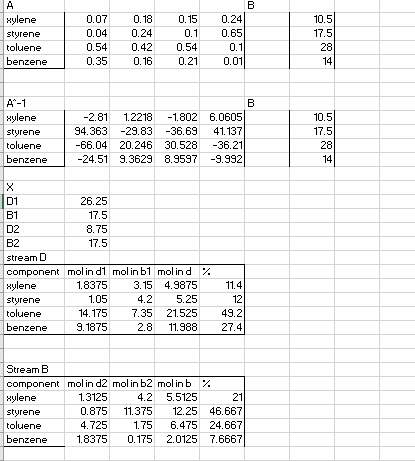 A B
xylene 0.07 0.18 0.15 0.24 10.5
styrene 0.04 0.24 0.1 0.65 17.5
toluene 0.54 0.42 0.54 0.1 28
benzene 0.35 0.16 0.21 0.01 14
A^-1 B
xylene -2.81 1.2218 -1.802 6.0605 10.5
styrene 94.363 -29.83 -36.69 41.137 17.5
toluene -66.04 20.246 30.528 -36.21 28
benzene -24.51 9.3629 8.9597 -9.992 14
X
D1 26.25
B1 17.5
D2 8.75
B2 17.5
stream D
component mol in d1 mol in b1 mol in d %
xylene 1.8375 3.15 4.9875 11.4
styrene 1.05 4.2 5.25 12
toluene 14.175 7.35 21.525 49.2
benzene 9.1875 2.8 11.988 27.4
Stream B
component mol in d2 mol in b2 mol in b %
xylene 1.3125 4.2 5.5125 21
styrene 0.875 11.375 12.25 46.667
toluene 4.725 1.75 6.475 24.667
benzene 1.8375 0.175 2.0125 7.6667